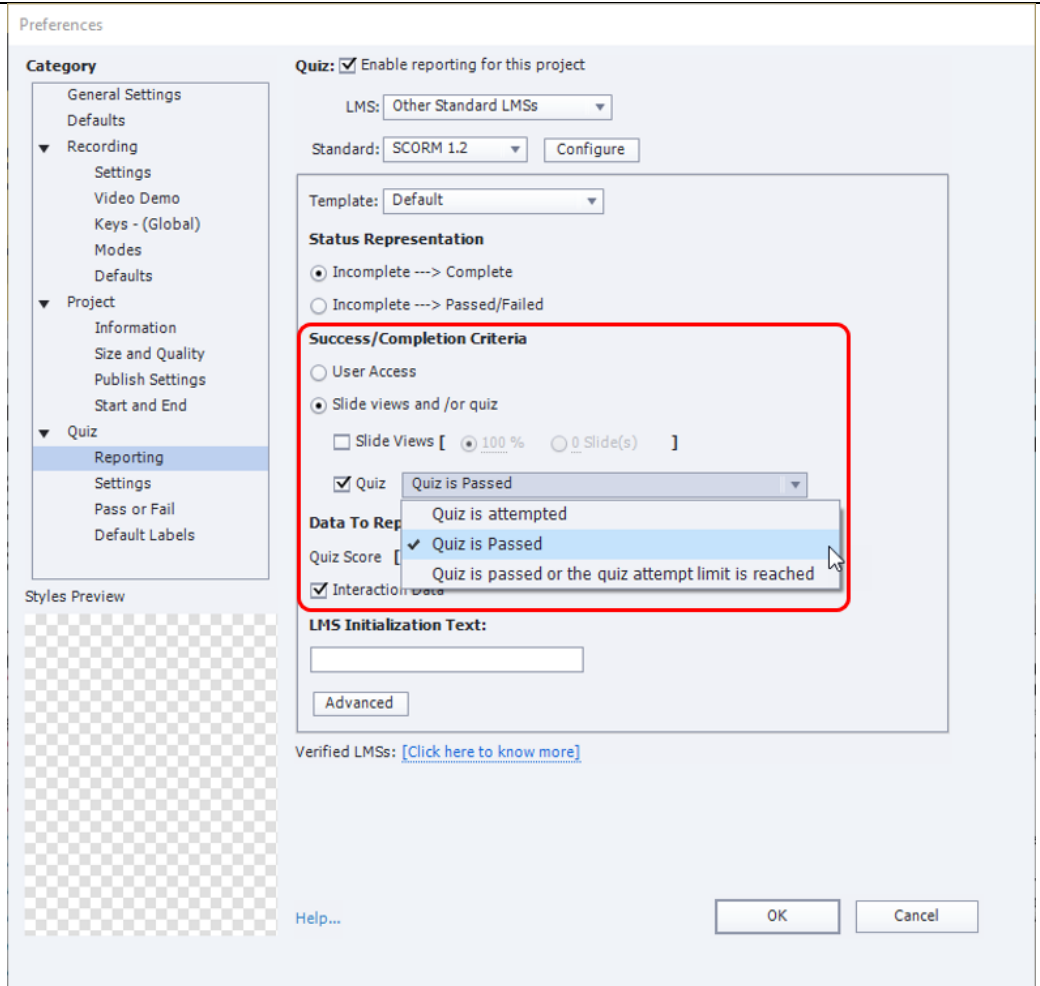 Preferences
Category
General Settings
Defaults
Recording
Settings
Video Demo
Keys - (Global)
Modes
Defaults
Project
Information
Size and Quality
Publish Settings
Start and End
Quiz
Reporting
Settings
Pass or Fail
Default Labels
Styles Preview
Quiz: Enable reporting for this project
LMS: Other Standard LMSs
Standard: SCORM 1.2 Configure
Template: Default
Status Representation
Incomplete ---> Complete
Incomplete ---> Passed/Failed
Success/Completion Criteria
User Access
Slide views and /or quiz
Slide Views [ 100 % 0 Slide(s) ]
Quiz Quiz is Passed
Quiz is attempted
Data To Rep
Quiz is Passed
Quiz Score [
Quiz is passed or the quiz attempt limit is reached
Interaction Data
LMS Initialization Text:
Advanced
Verified LMSs: [Click here to know more]
Help...
OK Cancel